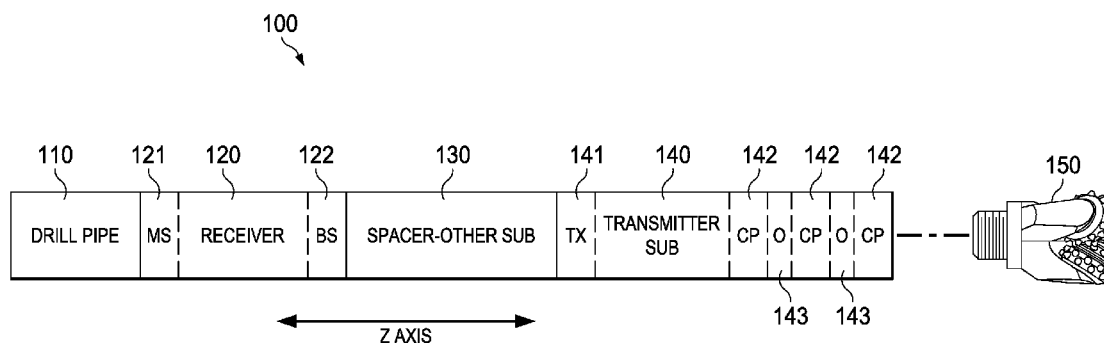 100
110
121
120
122
130
141
140
142
142
142
150
DRILL PIPE
MS
RECEIVER
BS
SPACER-OTHER SUB
TX
TRANSMITTER
SUB
CP
O
CP
O
CP
143
143
Z AXIS